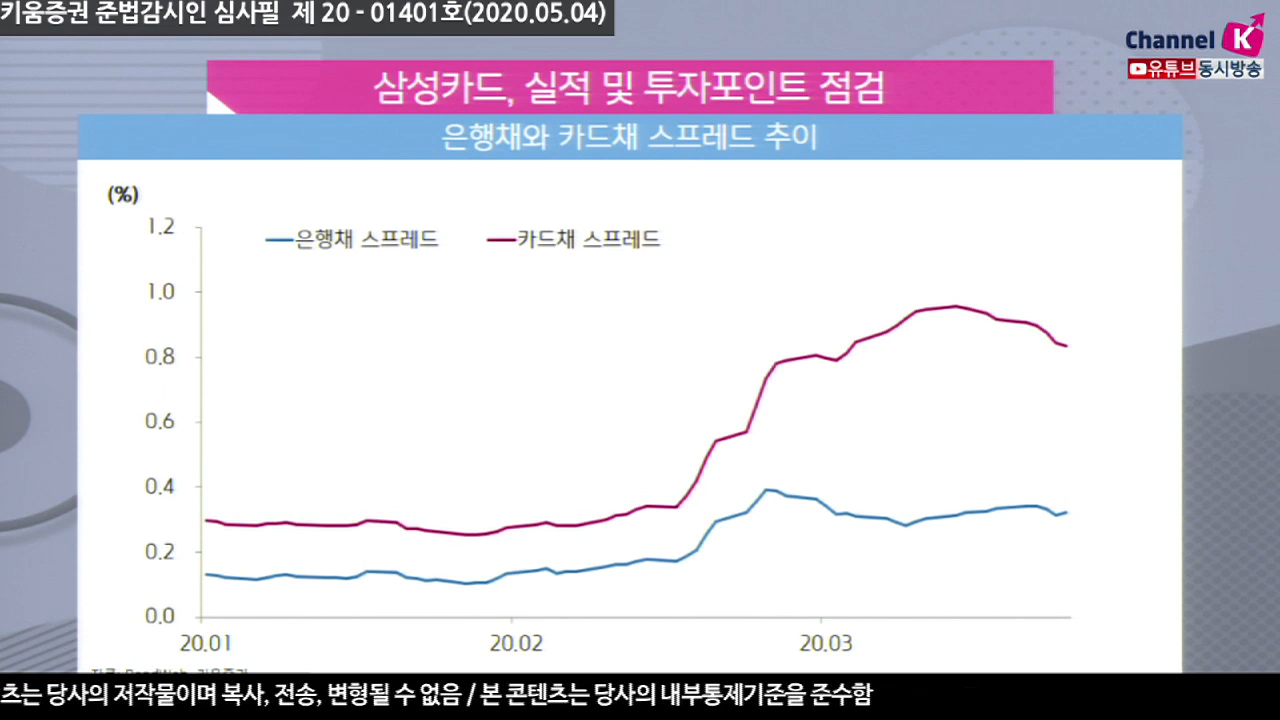 키움증권 준법감시인 심사필 제 20 - 01401호(2020.05.04)
Channel K
유튜브동시방송
삼성카드, 실적 및 투자포인트 점검
은행채와 카드채 스프레드 추이
(%)
은행채 스프레드 카드채 스프레드
1.2
1.0
0.8
0.6
0.4
0.2
0.0
20.01 20.02 20.03
츠는 당사의 저작물이며 복사, 전송, 변형될 수 없음 / 본 콘텐츠는 당사의 내부통제기준을 준수함